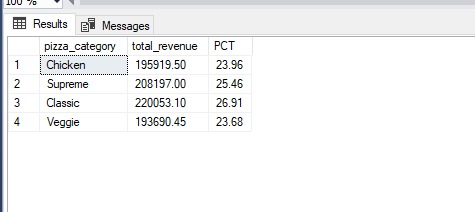 100 %
Results Messages
pizza_category total_revenue PCT
1 Chicken 195919.50 23.96
2 Supreme 208197.00 25.46
3 Classic 220053.10 26.91
4 Veggie 193690.45 23.68